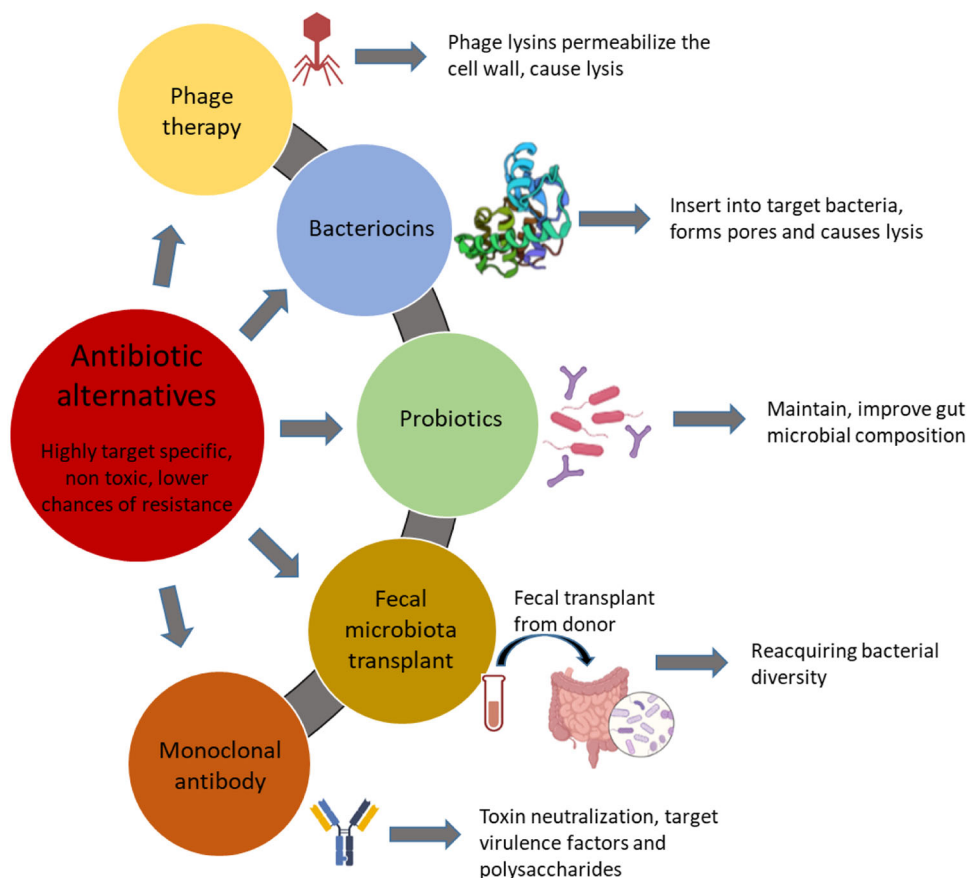 Phage
therapy
Phage lysins permeabilize the
cell wall, cause lysis
Bacteriocins
Insert into target bacteria,
forms pores and causes lysis
Antibiotic
alternatives
Highly target specific,
non toxic, lower
chances of resistance
Probiotics
Maintain, improve gut
microbial composition
Fecal
microbiota
transplant
Fecal transplant
from donor
Reacquiring bacterial
diversity
Monoclonal
antibody
Toxin neutralization, target
virulence factors and
polysaccharides